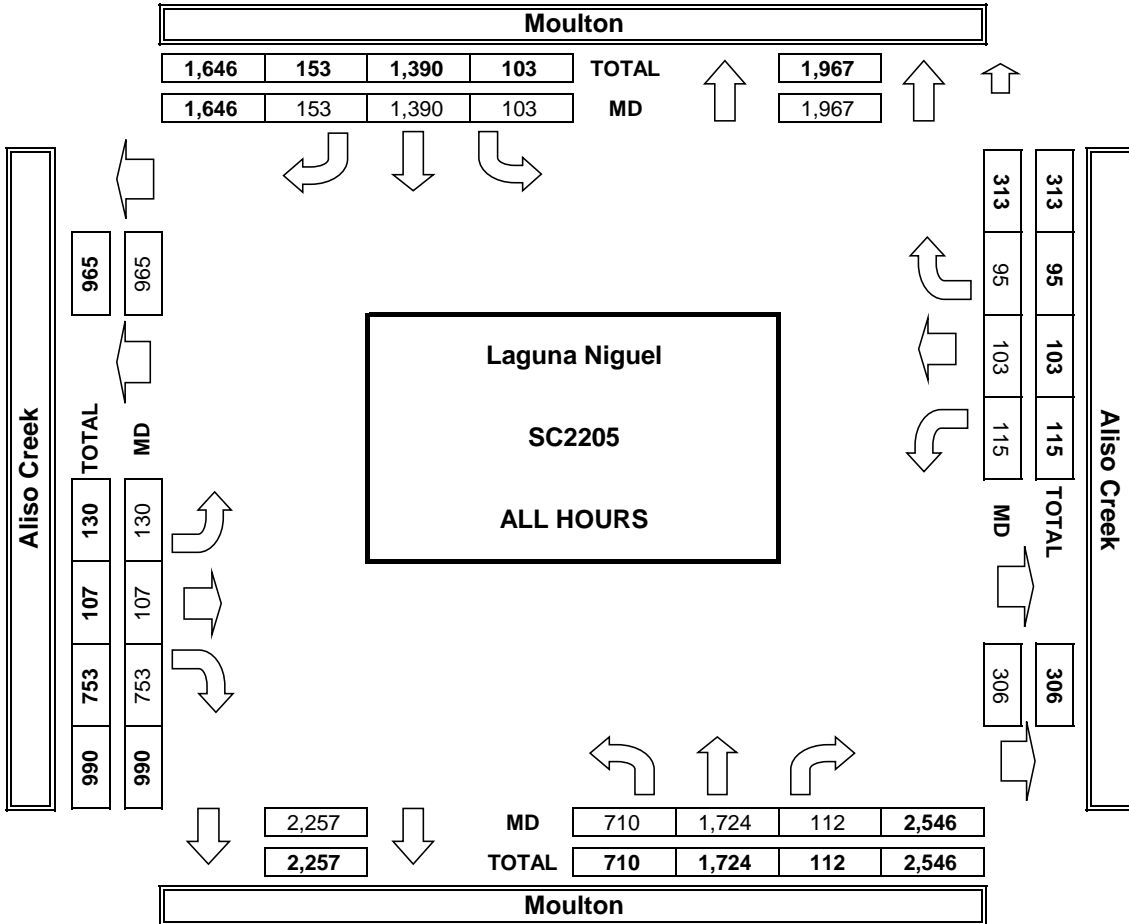 Moulton
1,646 153 1,390 103 TOTAL 1,967
1,646 153 1,390 103 MD 1,967
Aliso Creek
965 965
TOTAL MD
130 130
107 107
753 753
990 990
Laguna Niguel
SC2205
ALL HOURS
313 313
95 95
103 103
115 115
MD TOTAL
306 306
Aliso Creek
2,257 MD 710 1,724 112 2,546
2,257 TOTAL 710 1,724 112 2,546
Moulton